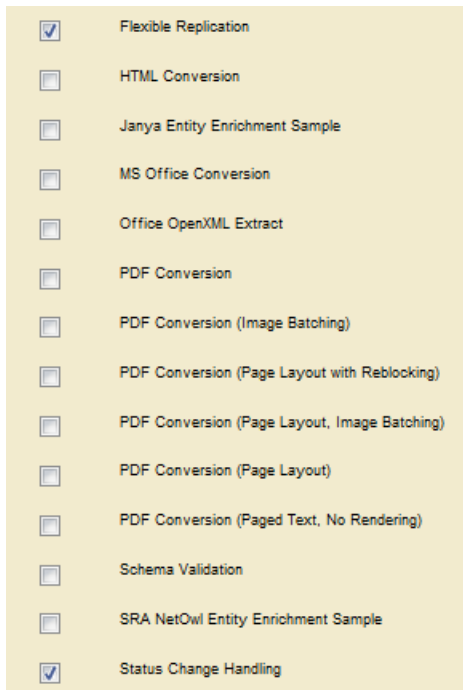 Flexible Replication
HTML Conversion
Janya Entity Enrichment Sample
MS Office Conversion
Office OpenXML Extract
PDF Conversion
PDF Conversion (Image Batching)
PDF Conversion (Page Layout with Reblocking)
PDF Conversion (Page Layout, Image Batching)
PDF Conversion (Page Layout)
PDF Conversion (Paged Text, No Rendering)
Schema Validation
SRA NetOwl Entity Enrichment Sample
Status Change Handling